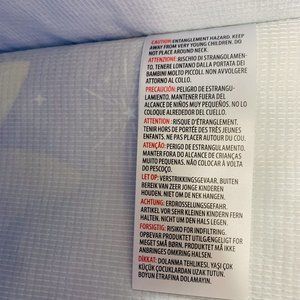 CAUTION:ENTANGLEMENT HAZARD. KEEP
AWAY FROM VERY YOUNG CHILDREN. DO
NOT PLACE AROUND NECK.
ATTENZIONE: RISCHIO DI STRANGOLAMEN-
TO. TENERE LONTANO DALLA PORTATA DEI
BAMBINI MOLTO PICCOLI. NON AVVOLGERE
ATTORNO AL COLLO.
PRECAUCIÓN: PELIGRO DE ESTRANGU-
LAMIENTO. MANTENER FUERA DEL
ALCANCE DE NIÑOS MUY PEQUEÑOS. NO LO
COLOQUE ALREDEDOR DEL CUELLO.
ATTENTION : RISQUE D'ÉTRANGLEMENT.
TENIR HORS DE PORTÉE DES TRÈS JEUNES
ENFANTS. NE PAS PLACER AUTOUR DU COU.
ATENÇÃO: PERIGO DE ESTRANGULAMENTO.
MANTER FORA DO ALCANCE DE CRIANÇAS
MUITO PEQUENAS. NÃO COLOCAR À VOLTA
DO PESCOÇO.
LET OP: VERSTRIKKINGSGEVAAR, BUITEN
BEREIK VAN ZEER JONGE KINDEREN
HOUDEN. NIET OM DE NEK HANGEN.
ACHTUNG: ERDROSSELUNGSGEFAHR.
ARTIKEL VOR SEHR KLEINEN KINDERN FERN
HALTEN. NICHT UM DEN HALS LEGEN.
FORSIGTIG: RISIKO FOR INDFILTRING.
OPBEVAR PRODUKTET UTILGÆNGELIGT FOR
MEGET SMÅ BØRN. PRODUKTET MÅ IKKE
ANBRINGES OMKRING HALSEN.
DİKKAT: DOLANMA TEHLİKESİ, YAŞI ÇOK
KÜÇÜK ÇOCUKLARDAN UZAK TUTUN.
BOYUN ETRAFINA DOLAMAYIN.